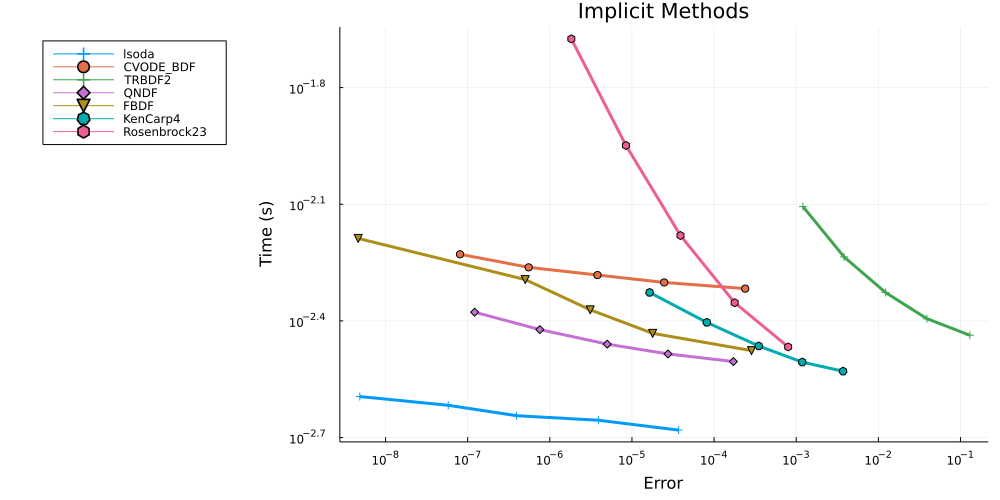 Implicit Methods
lsoda
CVODE_BDF
TRBDF2
QNDF
FBDF
KenCarp4
Rosenbrock23
Time (s)
10^−1.8
10^−2.1
10^−2.4
10^−2.7
10^−8 10^−7 10^−6 10^−5 10^−4 10^−3 10^−2 10^−1
Error